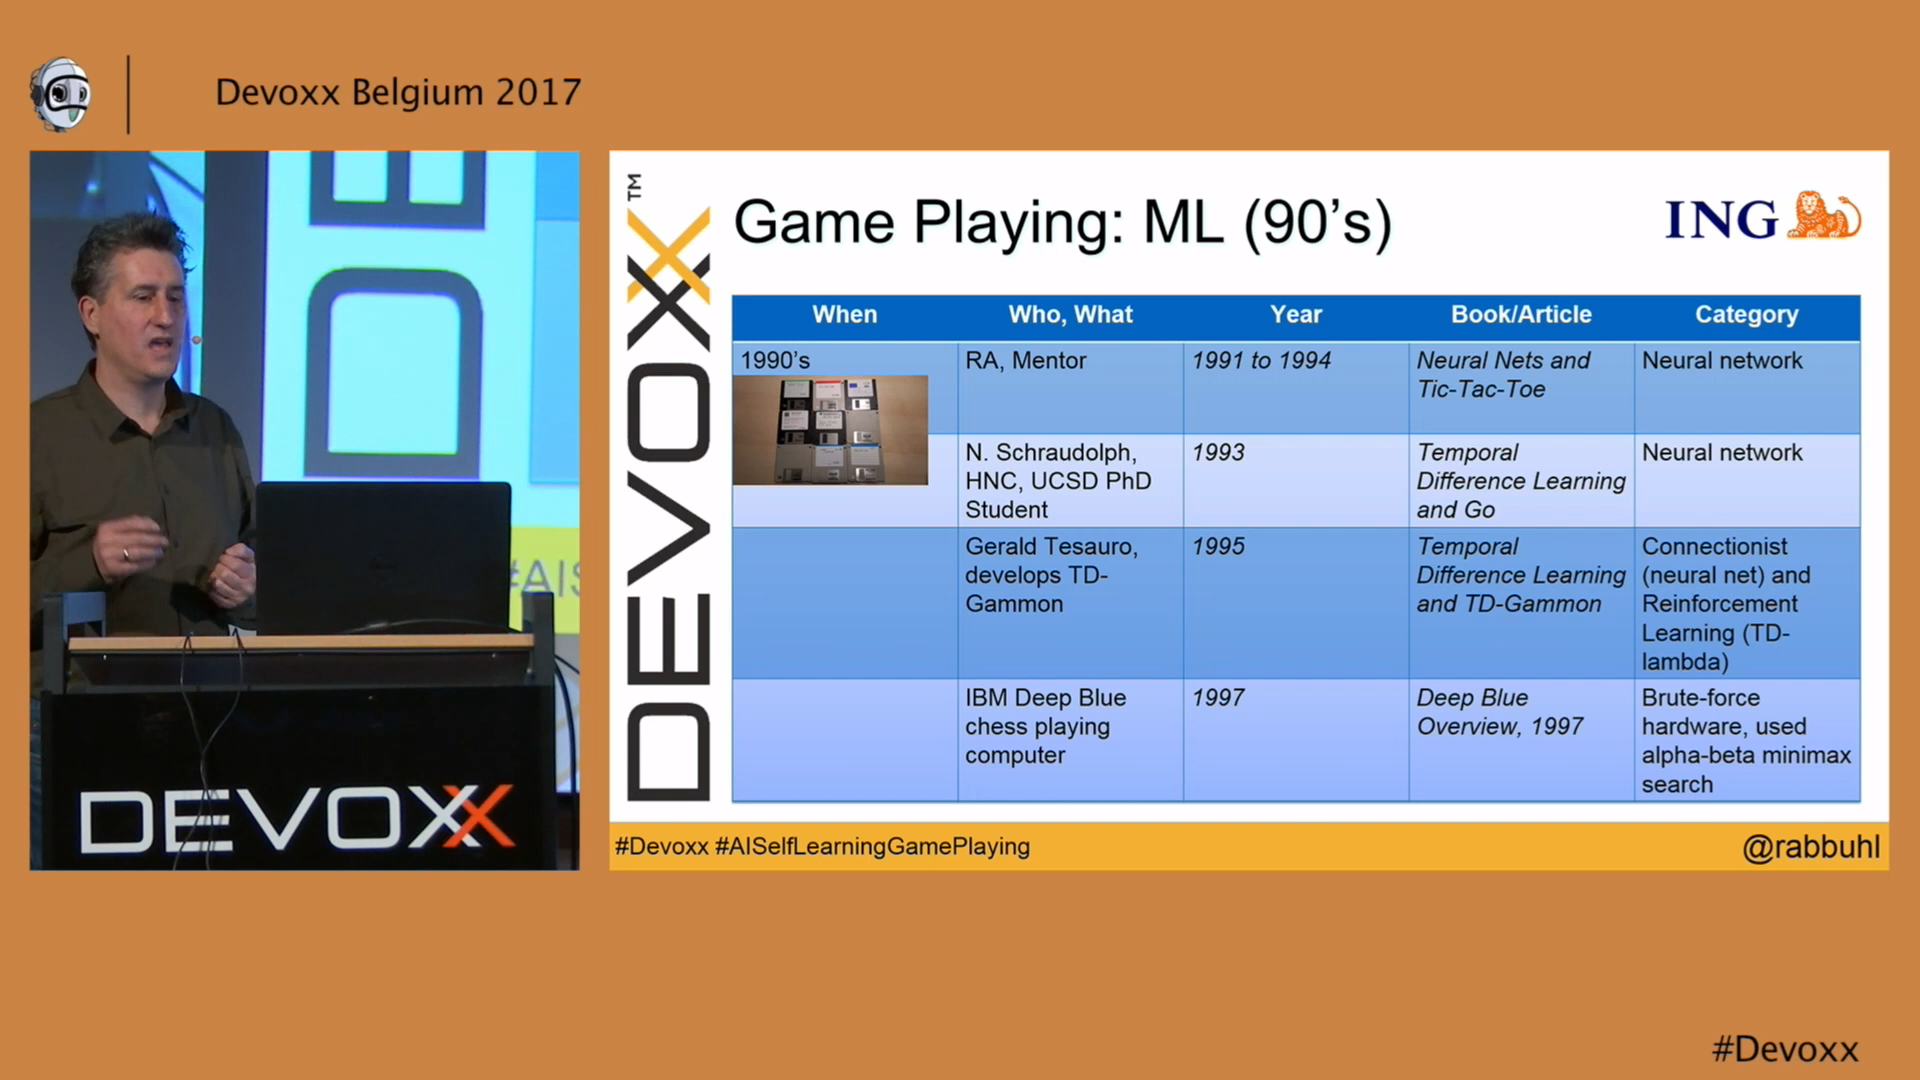 Devoxx Belgium 2017
DEVOXX™
Game Playing: ML (90's)
ING
When
Who, What
Year
Book/Article
Category
1990's
RA, Mentor
1991 to 1994
Neural Nets and
Tic-Tac-Toe
Neural network
N. Schraudolph,
HNC, UCSD PhD
Student
1993
Temporal
Difference Learning
and Go
Neural network
Gerald Tesauro,
develops TD-
Gammon
1995
Temporal
Difference Learning
and TD-Gammon
Connectionist
(neural net) and
Reinforcement
Learning (TD-
lambda)
IBM Deep Blue
chess playing
computer
1997
Deep Blue
Overview, 1997
Brute-force
hardware, used
alpha-beta minimax
search
#Devoxx #AISelfLearningGamePlaying
@rabbuhl
#AIS
DEVOXX
#Devoxx